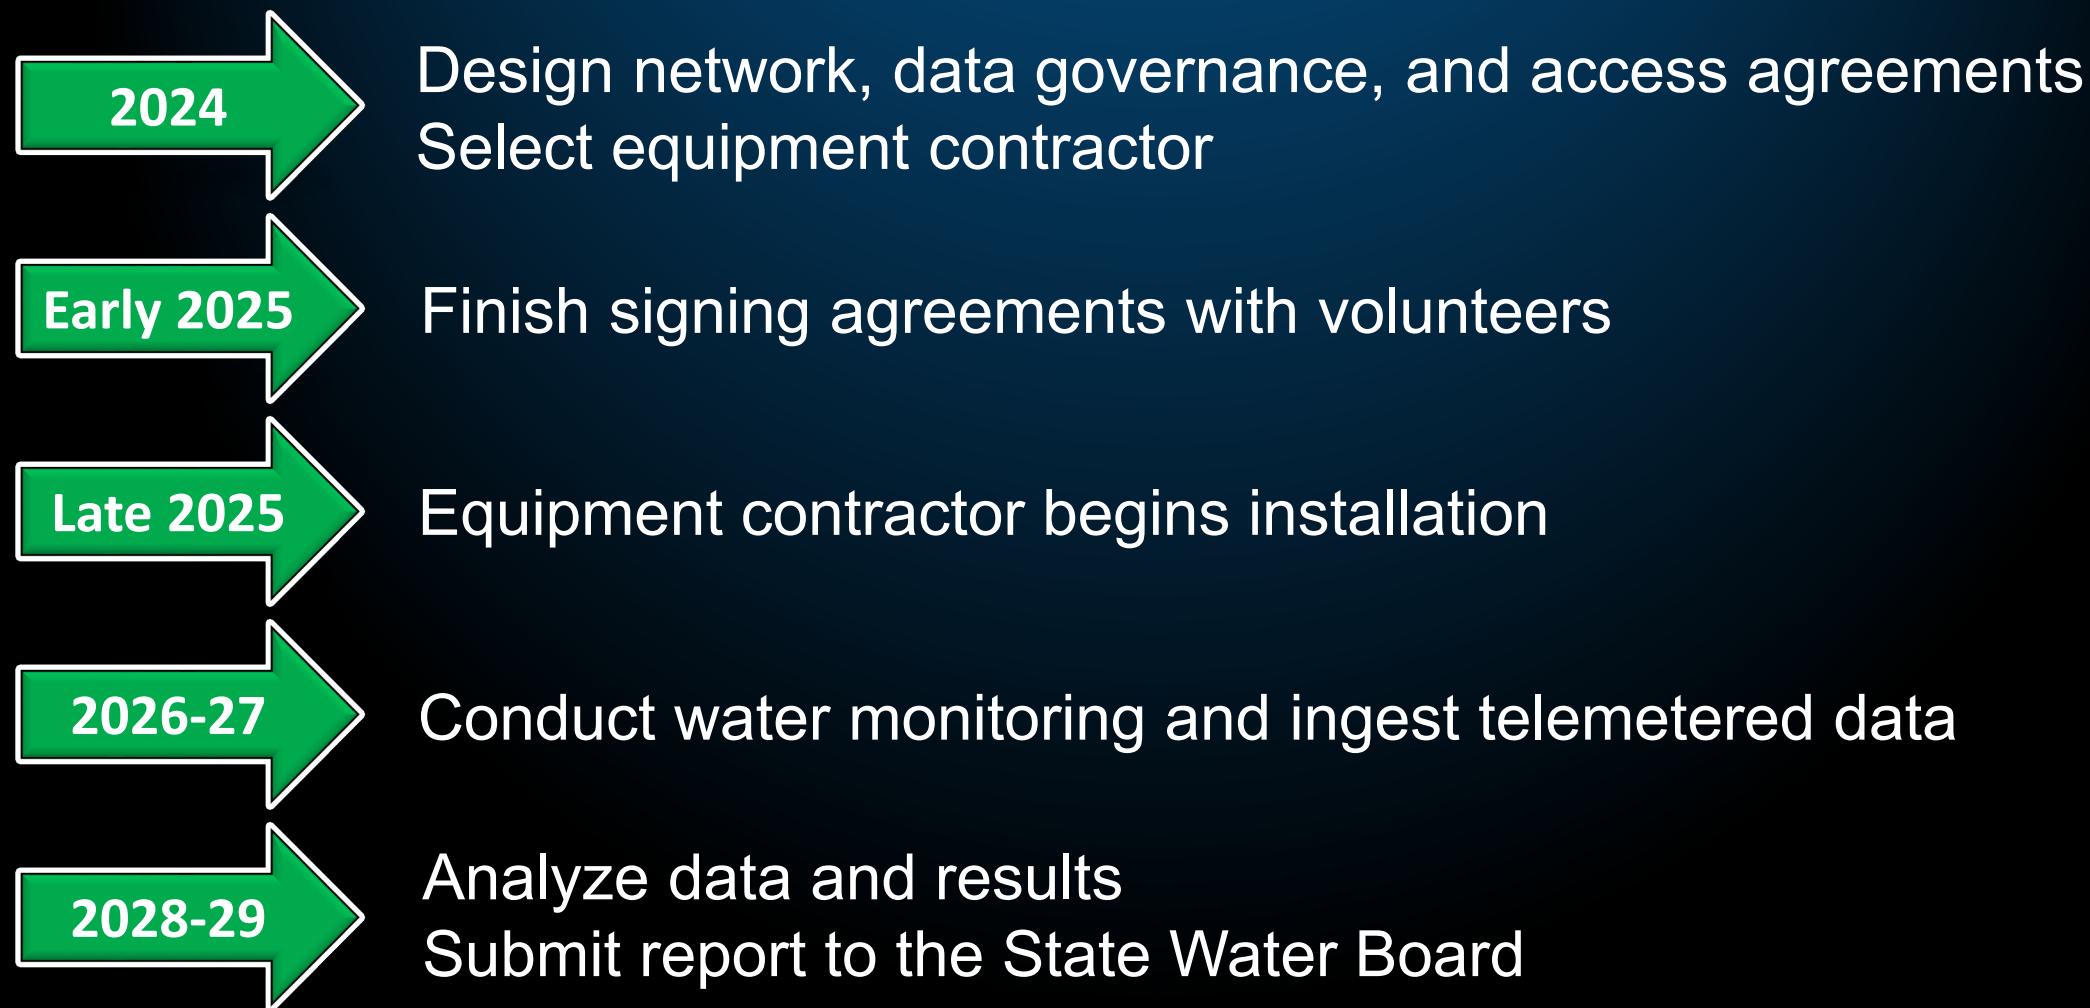 2024
Design network, data governance, and access agreements
Select equipment contractor
Early 2025
Finish signing agreements with volunteers
Late 2025
Equipment contractor begins installation
2026-27
Conduct water monitoring and ingest telemetered data
2028-29
Analyze data and results
Submit report to the State Water Board